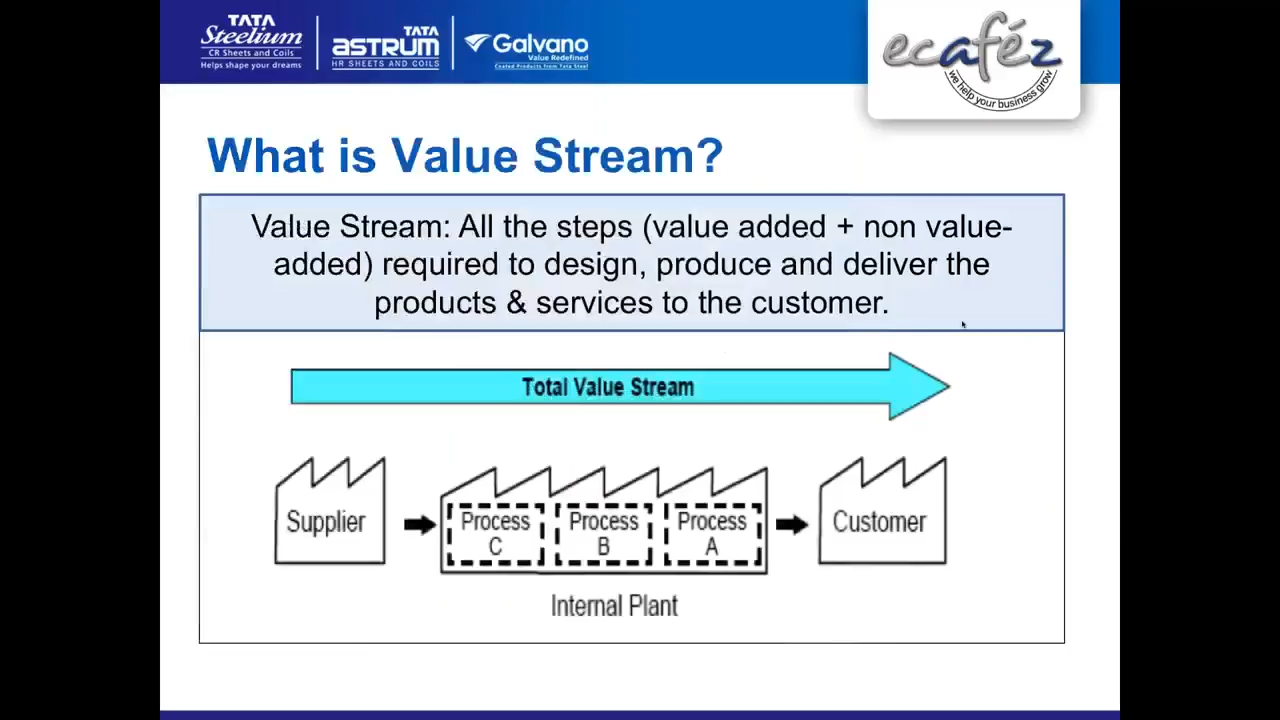 TATA
Steelium
CR Sheets and Coils
Helps shape your dreams
TATA
ASTRUM
HR SHEETS AND COILS
Galvano
Value Redefined
Coated Products from Tata Steel
ecaféz
we help your business grow
What is Value Stream?
Value Stream: All the steps (value added + non value-
added) required to design, produce and deliver the
products & services to the customer.
Total Value Stream
Supplier
Process
C
Process
B
Process
A
Customer
Internal Plant